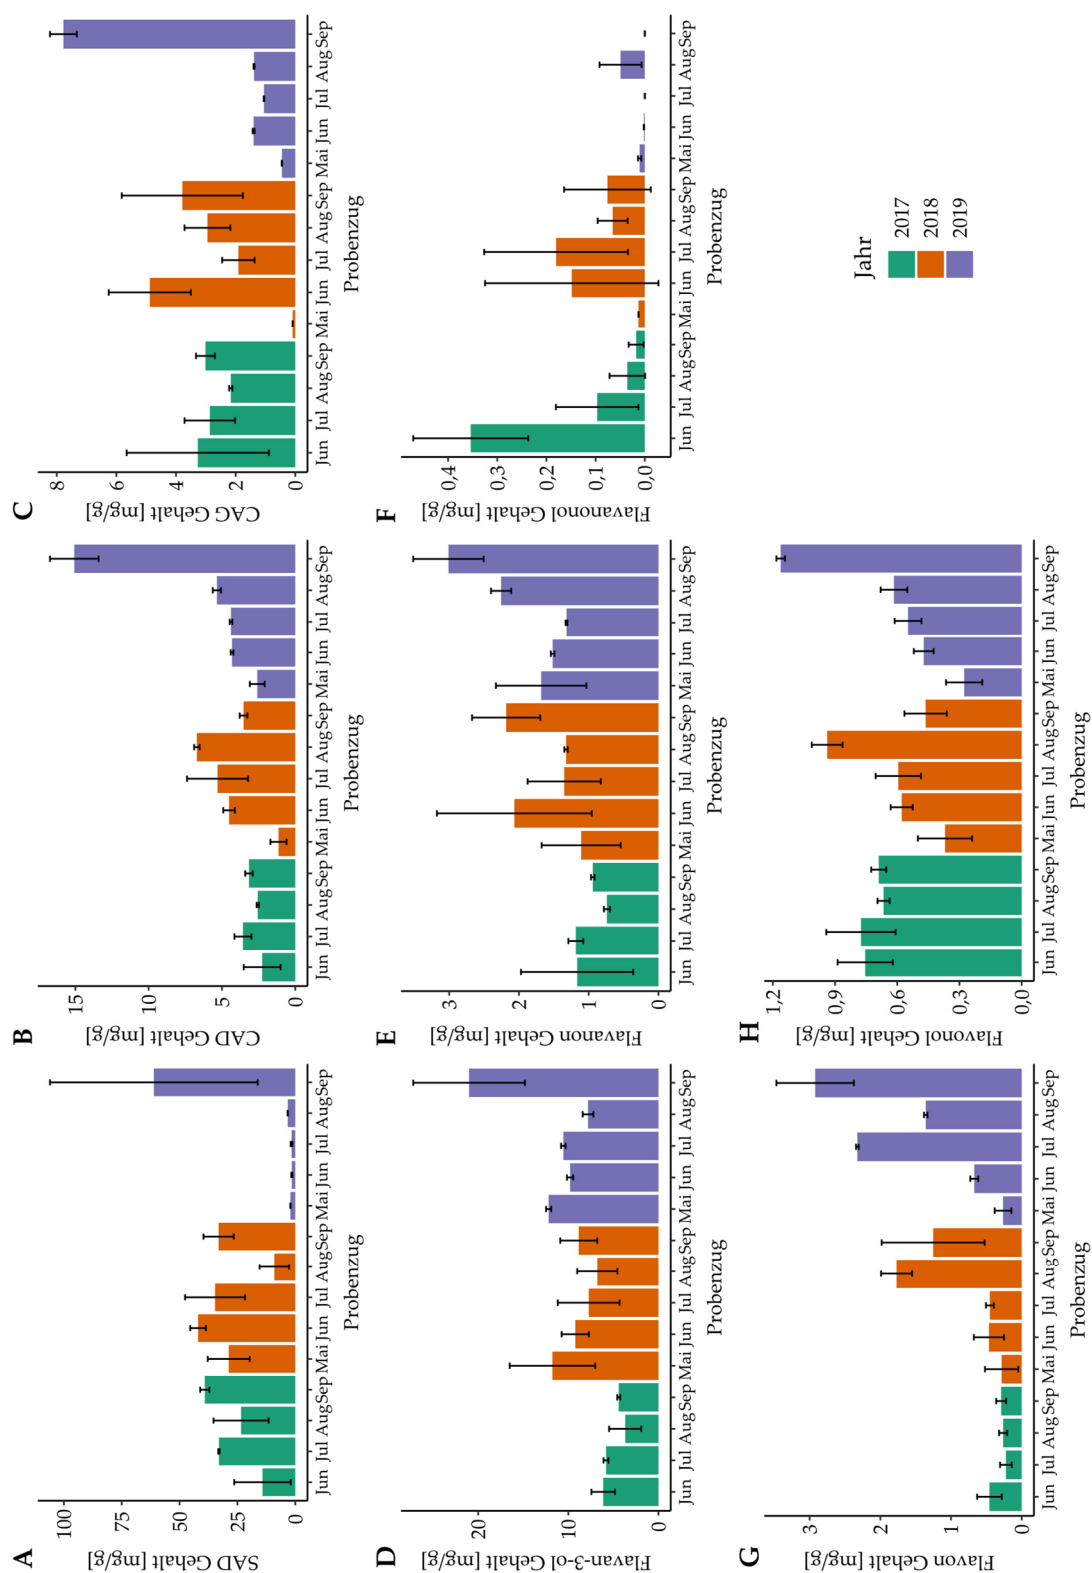 A
SAD Gehalt [mg/g]
100
75
50
25
0
Jun Jul Aug Sep Mai Jun Jul Aug Sep Mai Jun Jul Aug Sep
Probenzug
B
CAD Gehalt [mg/g]
15
10
5
0
Jun Jul Aug Sep Mai Jun Jul Aug Sep Mai Jun Jul Aug Sep
Probenzug
C
CAG Gehalt [mg/g]
8
6
4
2
0
Jun Jul Aug Sep Mai Jun Jul Aug Sep Mai Jun Jul Aug Sep
Probenzug
D
Flavan-3-ol Gehalt [mg/g]
20
10
0
Jun Jul Aug Sep Mai Jun Jul Aug Sep Mai Jun Jul Aug Sep
Probenzug
E
Flavanon Gehalt [mg/g]
3
2
1
0
Jun Jul Aug Sep Mai Jun Jul Aug Sep Mai Jun Jul Aug Sep
Probenzug
F
Flavanonol Gehalt [mg/g]
0,4
0,3
0,2
0,1
0,0
Jun Jul Aug Sep Mai Jun Jul Aug Sep Mai Jun Jul Aug Sep
Probenzug
G
Flavon Gehalt [mg/g]
3
2
1
0
Jun Jul Aug Sep Mai Jun Jul Aug Sep Mai Jun Jul Aug Sep
Probenzug
H
Flavonol Gehalt [mg/g]
1,2
0,9
0,6
0,3
0,0
Jun Jul Aug Sep Mai Jun Jul Aug Sep Mai Jun Jul Aug Sep
Probenzug
Jahr
2017
2018
2019